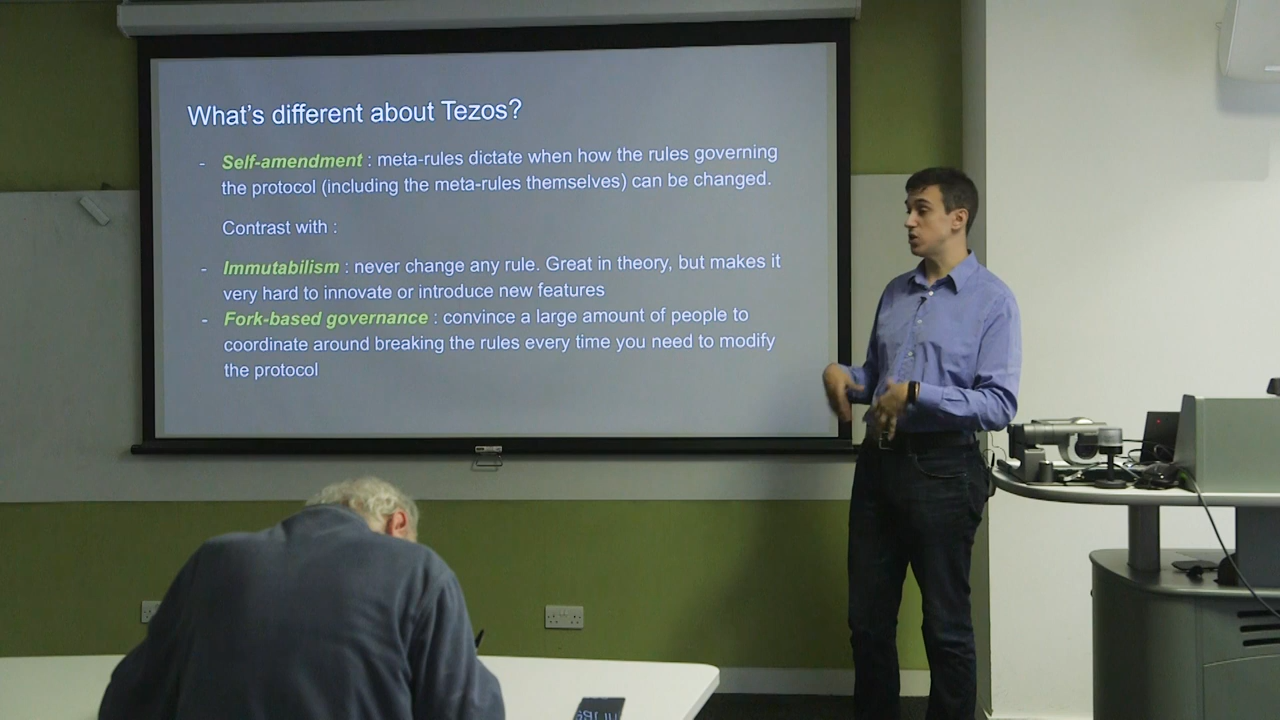 What's different about Tezos?
- Self-amendment : meta-rules dictate when how the rules governing
the protocol (including the meta-rules themselves) can be changed.
Contrast with :
- Immutabilism : never change any rule. Great in theory, but makes it
very hard to innovate or introduce new features
- Fork-based governance : convince a large amount of people to
coordinate around breaking the rules every time you need to modify
the protocol